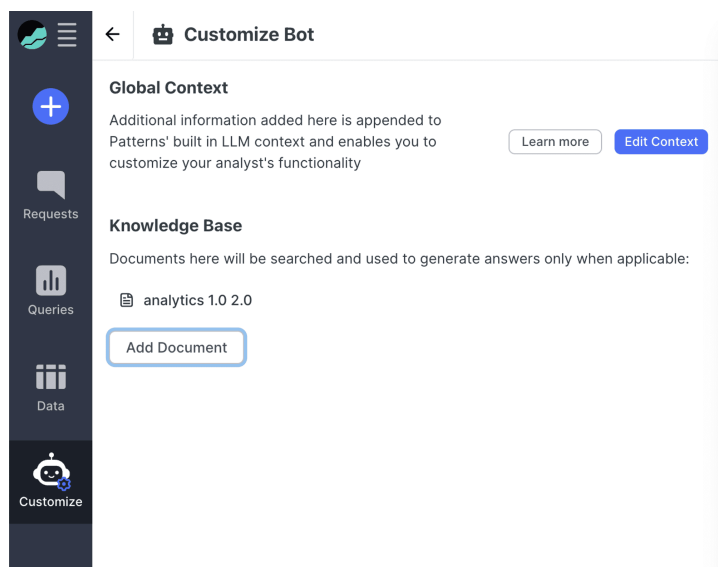 Customize Bot
Global Context
Additional information added here is appended to
Patterns' built in LLM context and enables you to
customize your analyst's functionality
Learn more
Edit Context
Knowledge Base
Documents here will be searched and used to generate answers only when applicable:
analytics 1.0 2.0
Add Document
Requests
Queries
Data
Customize